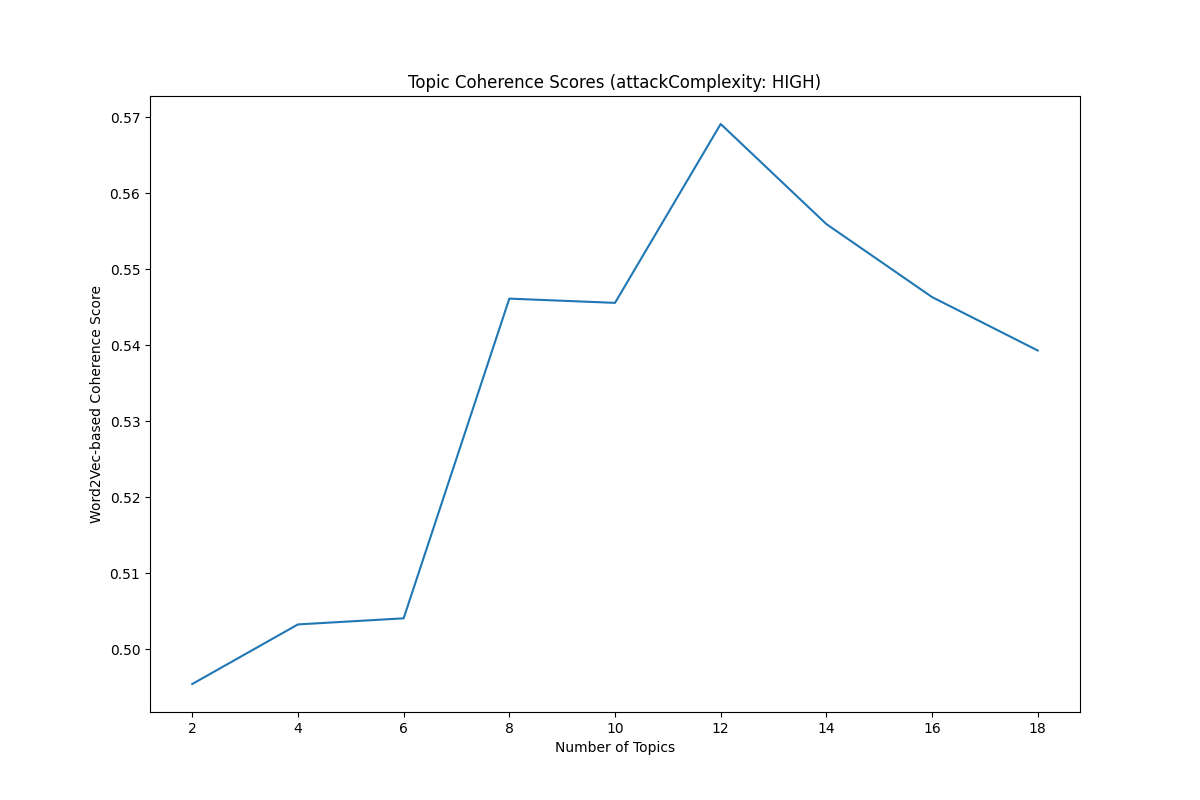 Topic Coherence Scores (attackComplexity: HIGH)
Word2Vec-based Coherence Score
0.57
0.56
0.55
0.54
0.53
0.52
0.51
0.50
2 4 6 8 10 12 14 16 18
Number of Topics